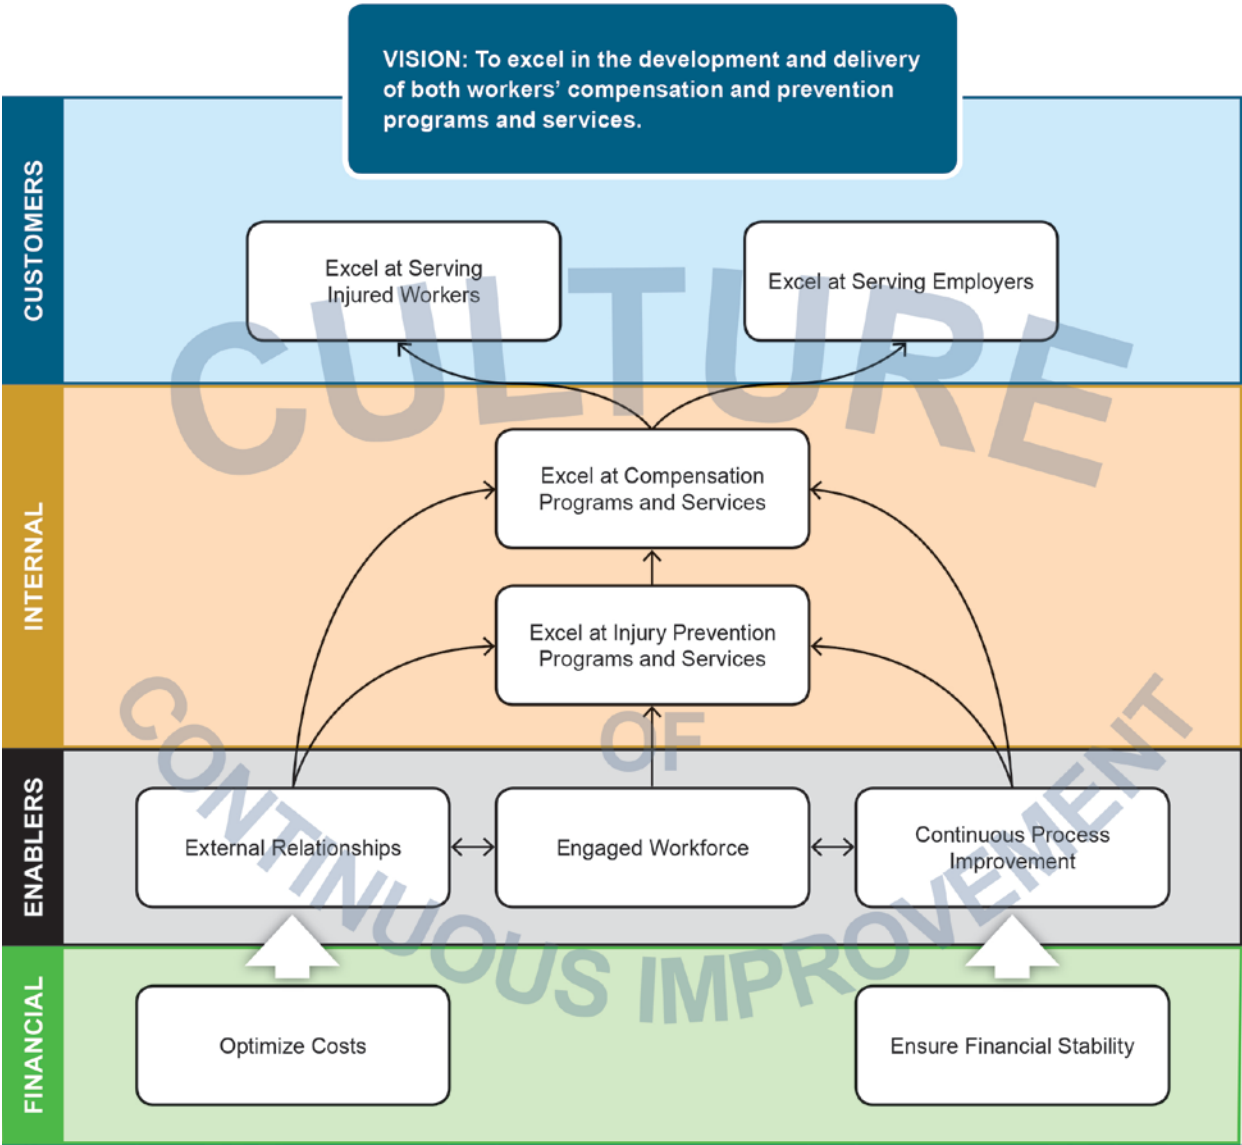 VISION: To excel in the development and delivery
of both workers’ compensation and prevention
programs and services.
CUSTOMERS
Excel at Serving
Injured Workers
Excel at Serving Employers
CULTURE
INTERNAL
Excel at Compensation
Programs and Services
Excel at Injury Prevention
Programs and Services
OF
ENABLERS
External Relationships
Engaged Workforce
Continuous Process
Improvement
CONTINUOUS IMPROVEMENT
FINANCIAL
Optimize Costs
Ensure Financial Stability